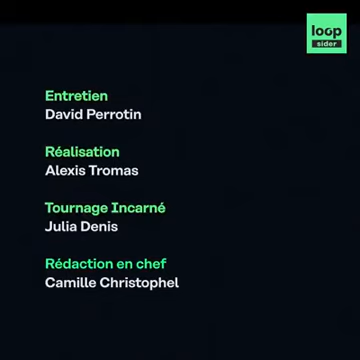 loop
sider
Entretien
David Perrotin
Réalisation
Alexis Tromas
Tournage Incarné
Julia Denis
Rédaction en chef
Camille Christophel